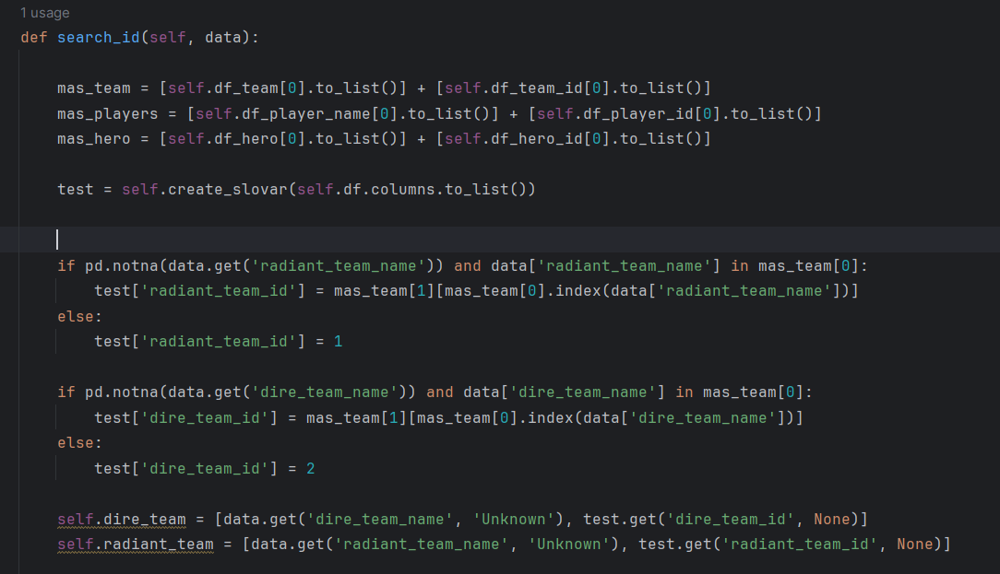 1 usage
def search_id(self, data):
mas_team = [self.df_team[0].to_list()] + [self.df_team_id[0].to_list()]
mas_players = [self.df_player_name[0].to_list()] + [self.df_player_id[0].to_list()]
mas_hero = [self.df_hero[0].to_list()] + [self.df_hero_id[0].to_list()]
test = self.create_slovar(self.df.columns.to_list())
if pd.notna(data.get('radiant_team_name')) and data['radiant_team_name'] in mas_team[0]:
test['radiant_team_id'] = mas_team[1][mas_team[0].index(data['radiant_team_name'])]
else:
test['radiant_team_id'] = 1
if pd.notna(data.get('dire_team_name')) and data['dire_team_name'] in mas_team[0]:
test['dire_team_id'] = mas_team[1][mas_team[0].index(data['dire_team_name'])]
else:
test['dire_team_id'] = 2
self.dire_team = [data.get('dire_team_name', 'Unknown'), test.get('dire_team_id', None)]
self.radiant_team = [data.get('radiant_team_name', 'Unknown'), test.get('radiant_team_id', None)]